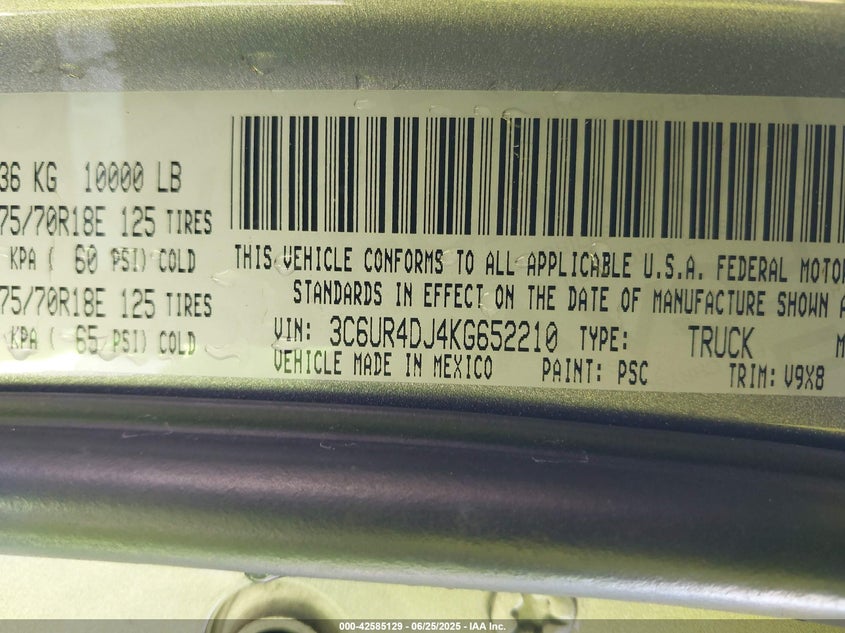 36 KG 10000 LB
75/70R18E 125 TIRES
KPA ( 60 PSI) COLD
75/70R18E 125 TIRES
KPA ( 65 PSI) COLD
THIS VEHICLE CONFORMS TO ALL APPLICABLE U.S.A. FEDERAL MOTOR
STANDARDS IN EFFECT ON THE DATE OF MANUFACTURE SHOWN A
VIN: 3C6UR4DJ4KG652210 TYPE: TRUCK M
VEHICLE MADE IN MEXICO PAINT: PSC TRIM: V9X8
000-42585129 - 06/25/2025 - IAA Inc.